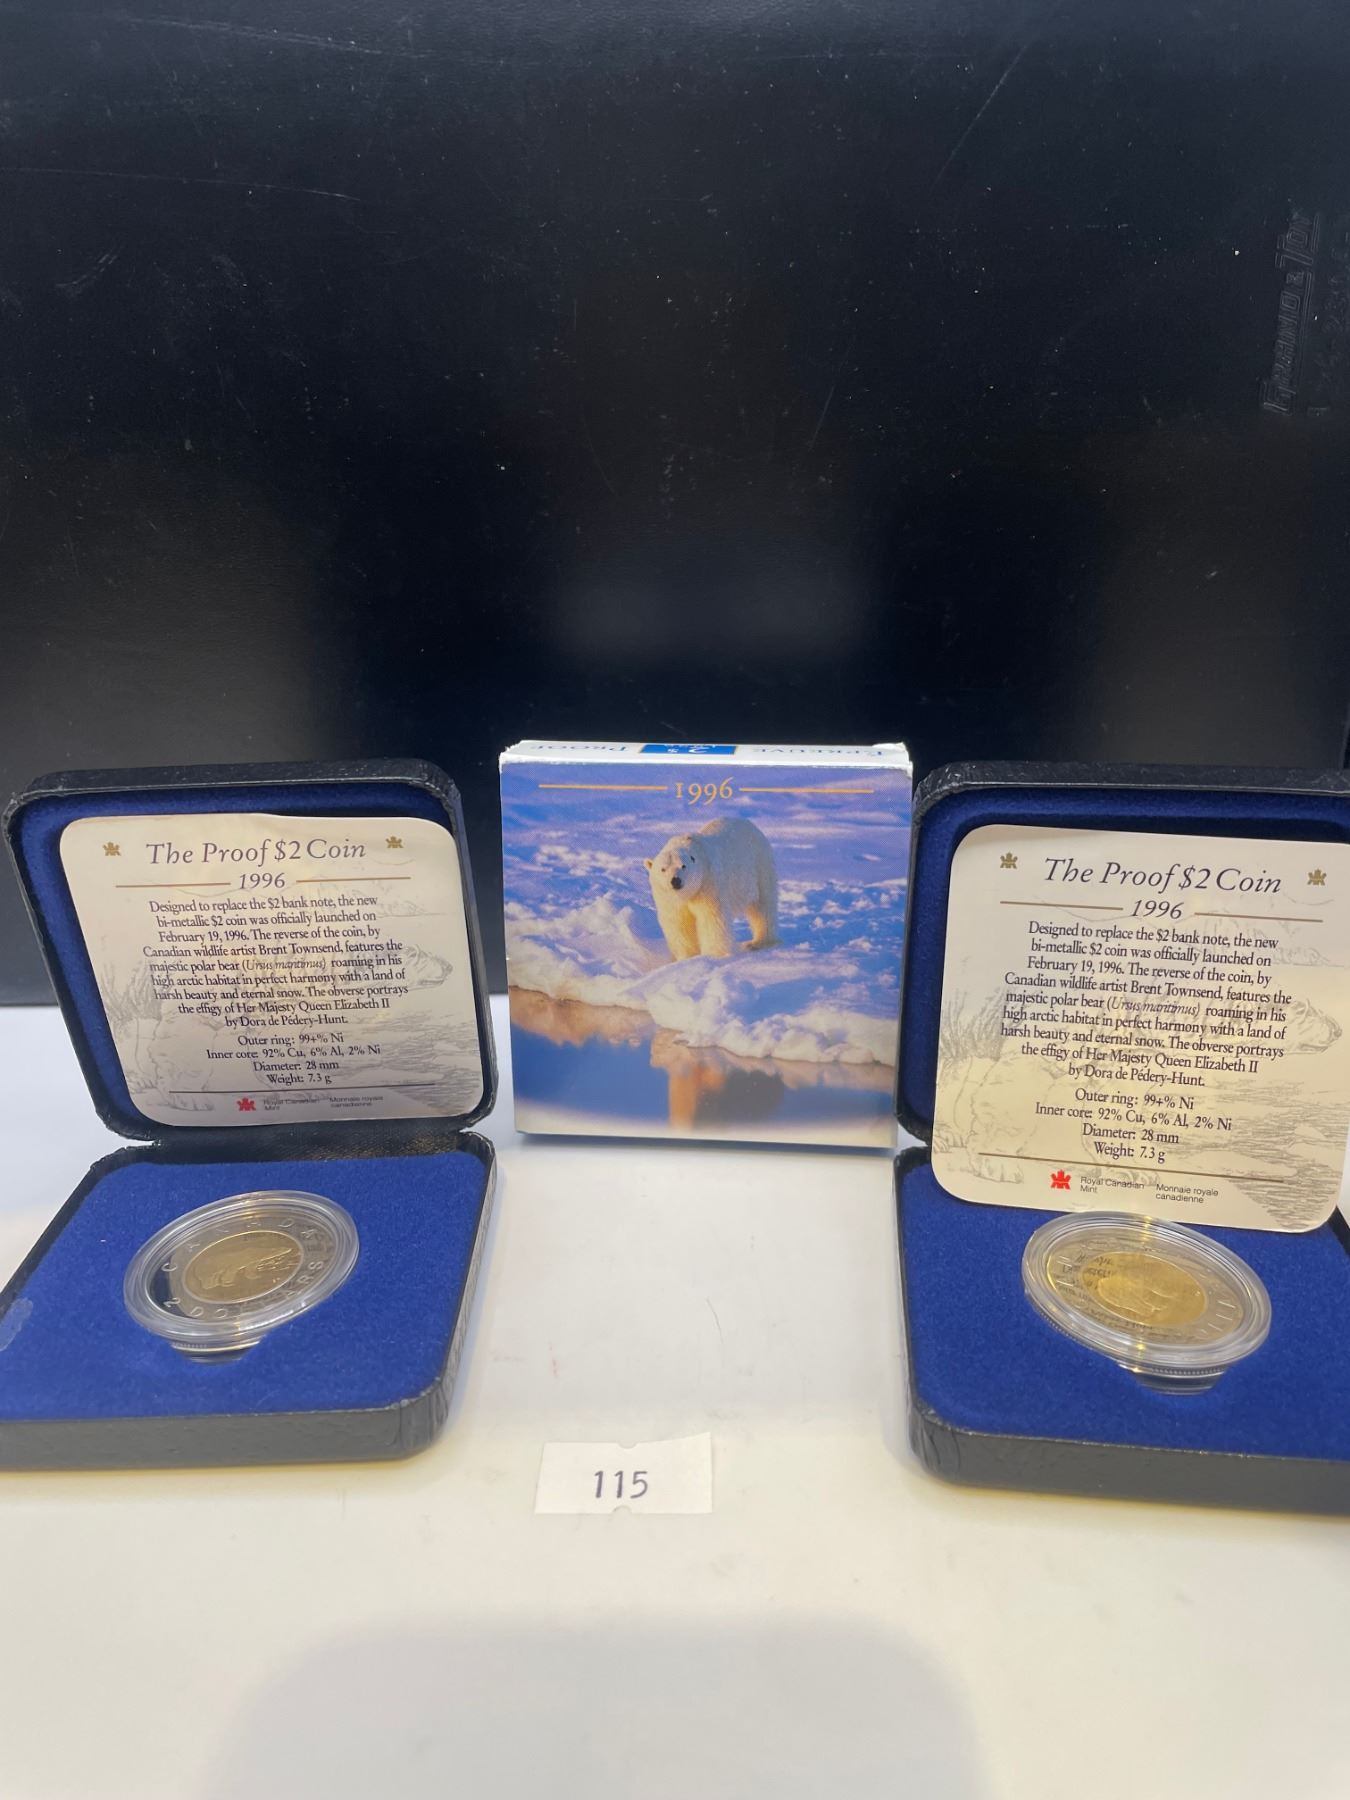 GRAND & TOY
EPREUVE 2$ PROOF
1996
The Proof $2 Coin
1996
Designed to replace the $2 bank note, the new
bi-metallic $2 coin was officially launched on
February 19, 1996. The reverse of the coin, by
Canadian wildlife artist Brent Townsend, features the
majestic polar bear (Ursus maritimus) roaming in his
high arctic habitat in perfect harmony with a land of
harsh beauty and eternal snow. The obverse portrays
the effigy of Her Majesty Queen Elizabeth II
by Dora de Pédery-Hunt.
Outer ring: 99+% Ni
Inner core: 92% Cu, 6% Al, 2% Ni
Diameter: 28 mm
Weight: 7.3 g
Royal Canadian Mint
Monnaie royale canadienne
CANADA
2 DOLLARS
The Proof $2 Coin
1996
Designed to replace the $2 bank note, the new
bi-metallic $2 coin was officially launched on
February 19, 1996. The reverse of the coin, by
Canadian wildlife artist Brent Townsend, features the
majestic polar bear (Ursus maritimus) roaming in his
high arctic habitat in perfect harmony with a land of
harsh beauty and eternal snow. The obverse portrays
the effigy of Her Majesty Queen Elizabeth II
by Dora de Pédery-Hunt.
Outer ring: 99+% Ni
Inner core: 92% Cu, 6% Al, 2% Ni
Diameter: 28 mm
Weight: 7.3 g
Royal Canadian Mint
Monnaie royale canadienne
115